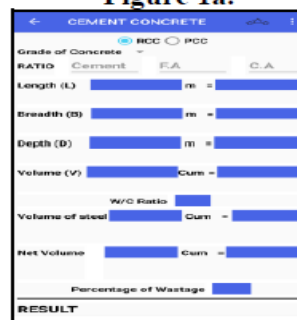 Figure 1a.
← CEMENT CONCRETE
RCC PCC
Grade of Concrete
RATIO Cement F.A C.A
Length (L) m =
Breadth (B) m =
Depth (D) m =
Volume (V) Cum =
W/C Ratio
Volume of steel Cum =
Net Volume Cum =
Percentage of Wastage
RESULT